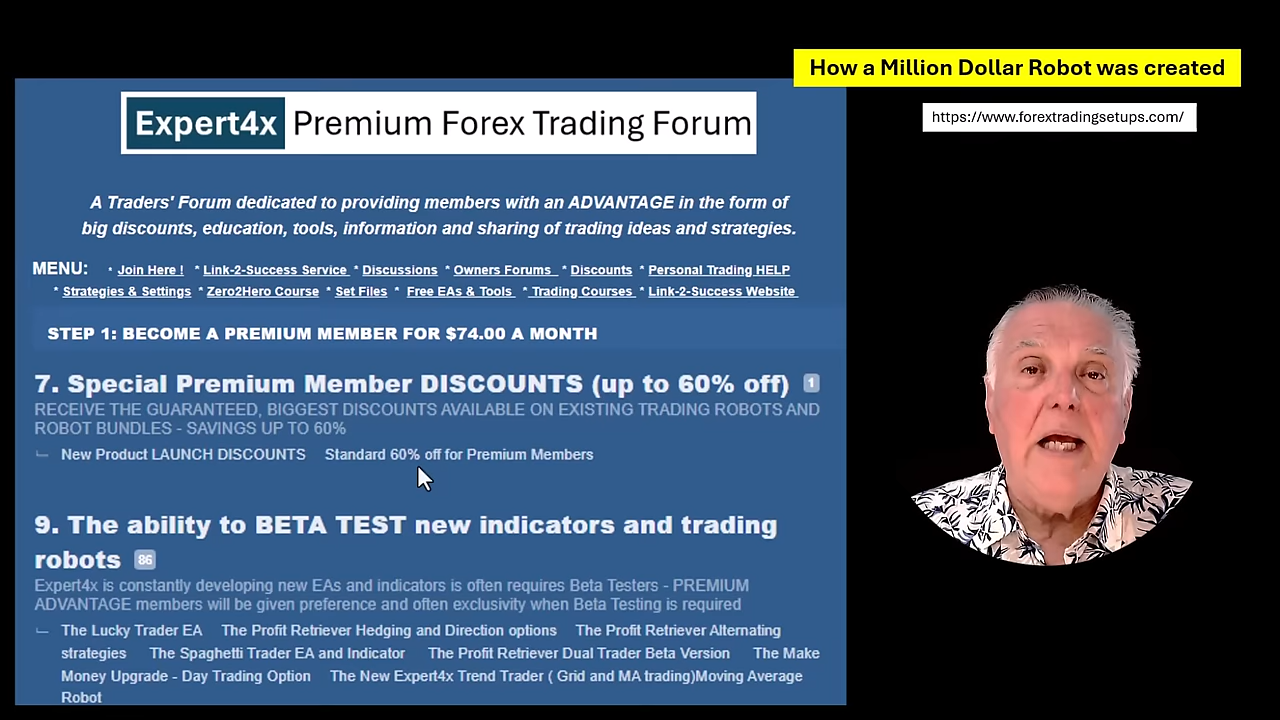 How a Million Dollar Robot was created
https://www.forextradingsetups.com/
Expert4x Premium Forex Trading Forum
A Traders' Forum dedicated to providing members with an ADVANTAGE in the form of
big discounts, education, tools, information and sharing of trading ideas and strategies.
MENU: * Join Here ! * Link-2-Success Service * Discussions * Owners Forums * Discounts * Personal Trading HELP
* Strategies & Settings * Zero2Hero Course * Set Files * Free EAs & Tools * Trading Courses * Link-2-Success Website
STEP 1: BECOME A PREMIUM MEMBER FOR $74.00 A MONTH
7. Special Premium Member DISCOUNTS (up to 60% off) 1
RECEIVE THE GUARANTEED, BIGGEST DISCOUNTS AVAILABLE ON EXISTING TRADING ROBOTS AND
ROBOT BUNDLES - SAVINGS UP TO 60%
New Product LAUNCH DISCOUNTS Standard 60% off for Premium Members
9. The ability to BETA TEST new indicators and trading
robots 86
Expert4x is constantly developing new EAs and indicators is often requires Beta Testers - PREMIUM
ADVANTAGE members will be given preference and often exclusivity when Beta Testing is required
The Lucky Trader EA The Profit Retriever Hedging and Direction options The Profit Retriever Alternating
strategies The Spaghetti Trader EA and Indicator The Profit Retriever Dual Trader Beta Version The Make
Money Upgrade - Day Trading Option The New Expert4x Trend Trader ( Grid and MA trading)Moving Average
Robot